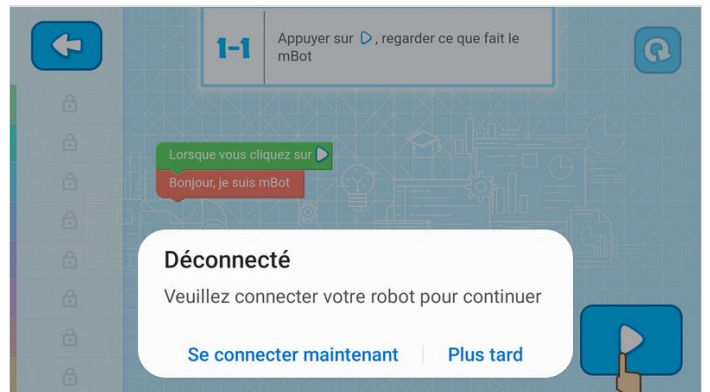 1-1
Appuyer sur , regarder ce que fait le
mBot
Lorsque vous cliquez sur
Bonjour, je suis mBot
Déconnecté
Veuillez connecter votre robot pour continuer
Se connecter maintenant
Plus tard